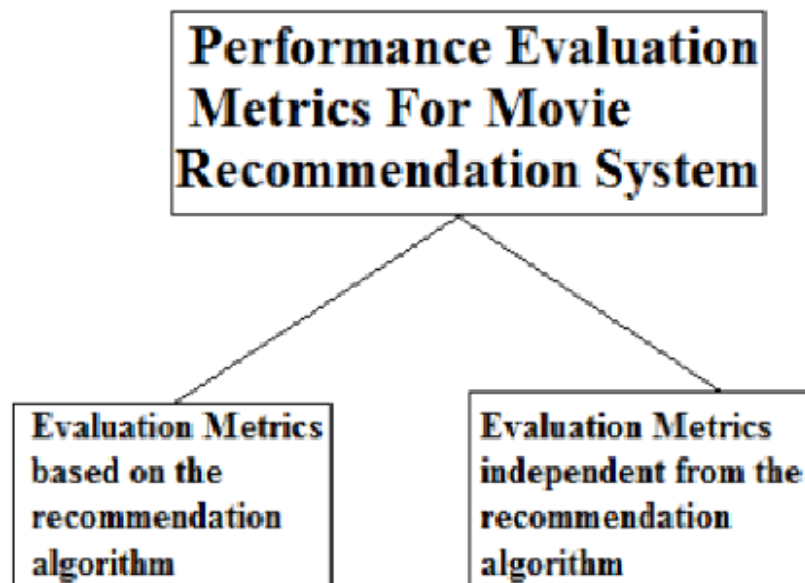 Performance Evaluation
Metrics For Movie
Recommendation System
Evaluation Metrics
based on the
recommendation
algorithm
Evaluation Metrics
independent from the
recommendation
algorithm